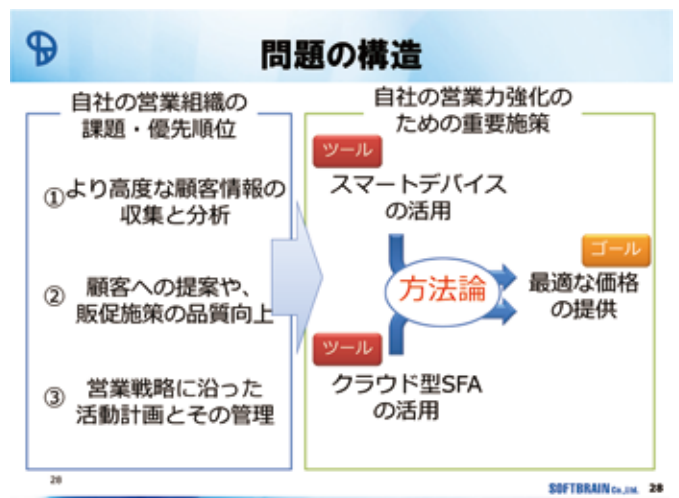 問題の構造
自社の営業組織の
課題・優先順位
①より高度な顧客情報の
収集と分析
② 顧客への提案や、
販促施策の品質向上
③ 営業戦略に沿った
活動計画とその管理
自社の営業力強化の
ための重要施策
ツール
スマートデバイス
の活用
方法論
ゴール
最適な価格
の提供
ツール
クラウド型SFA
の活用
28
SOFTBRAIN Co.,Ltd. 28